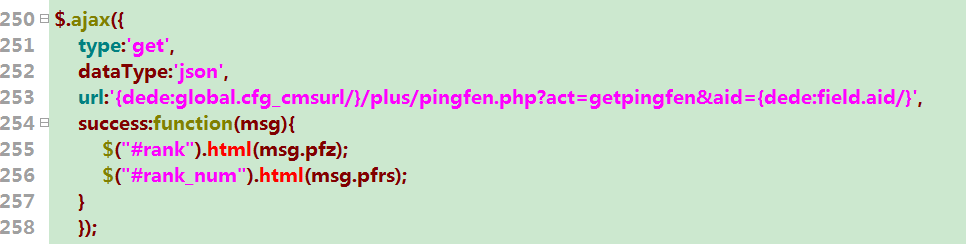 250 $.ajax({
251 type:'get',
252 dataType:'json',
253 url:'{dede:global.cfg_cmsurl/}/plus/pingfen.php?act=getpingfen&aid={dede:field.aid/}',
254 success:function(msg){
255 $("#rank").html(msg.pfz);
256 $("#rank_num").html(msg.pfrs);
257 }
258 });